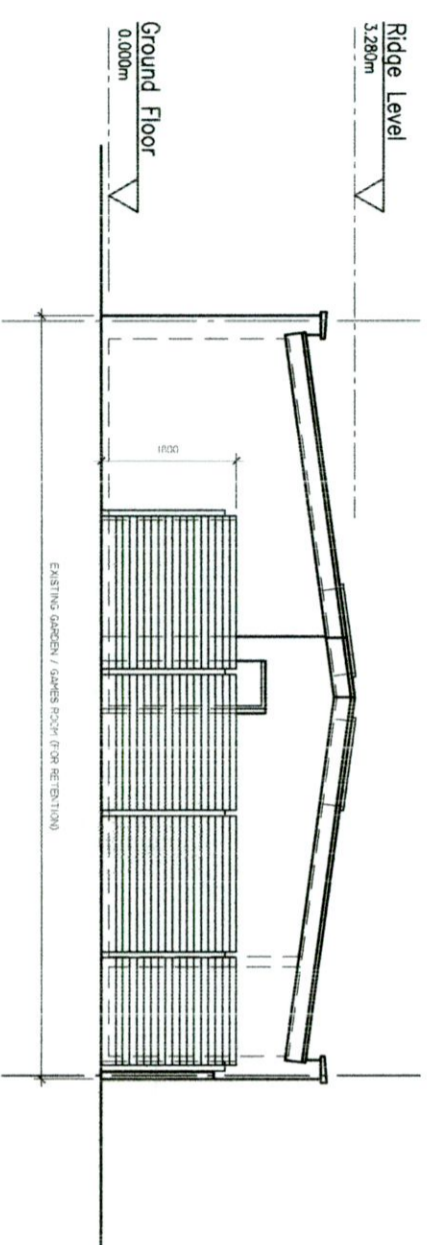 Ridge Level
3.280m
Ground Floor
0.000m
1800
EXISTING GARDEN / GAMES ROOM (FOR RETENTION)